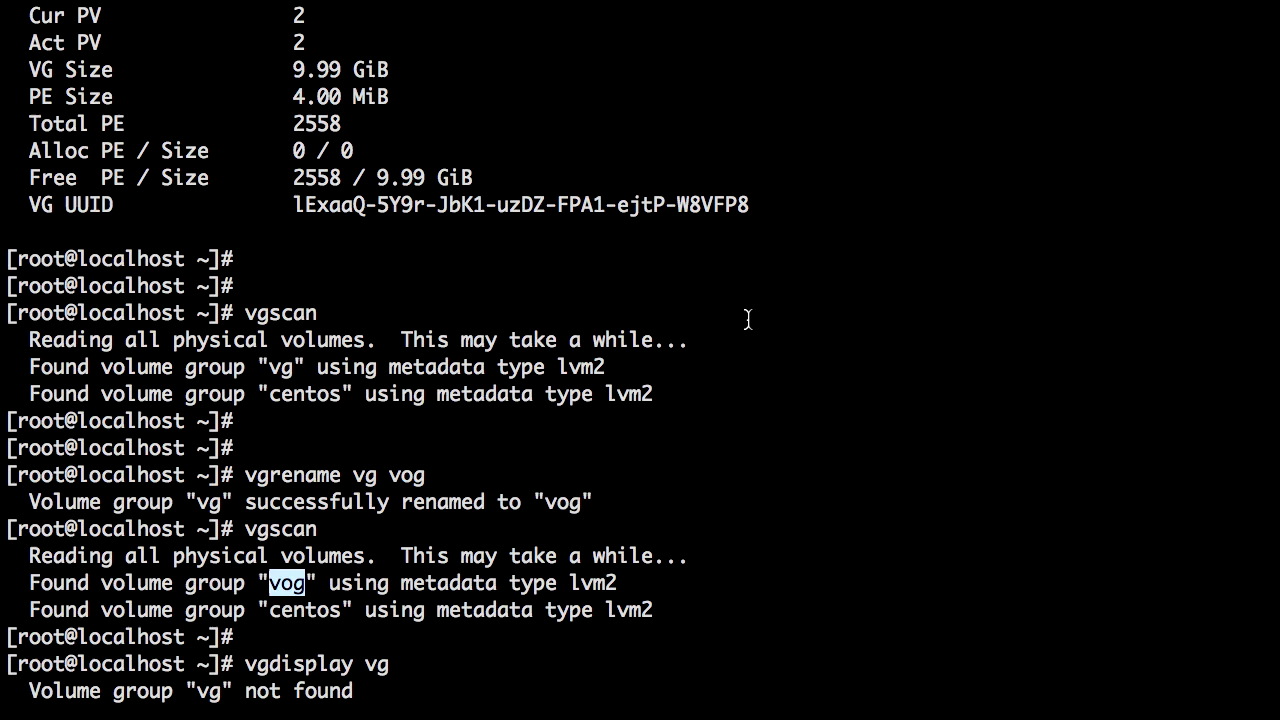 Cur PV                2
Act PV                2
VG Size               9.99 GiB
PE Size               4.00 MiB
Total PE              2558
Alloc PE / Size       0 / 0
Free  PE / Size       2558 / 9.99 GiB
VG UUID               lExaaQ-5Y9r-JbK1-uzDZ-FPA1-ejtP-W8VFP8
[root@localhost ~]#
[root@localhost ~]#
[root@localhost ~]# vgscan
Reading all physical volumes.  This may take a while...
Found volume group "vg" using metadata type lvm2
Found volume group "centos" using metadata type lvm2
[root@localhost ~]#
[root@localhost ~]#
[root@localhost ~]# vgrename vg vog
Volume group "vg" successfully renamed to "vog"
[root@localhost ~]# vgscan
Reading all physical volumes.  This may take a while...
Found volume group "vog" using metadata type lvm2
Found volume group "centos" using metadata type lvm2
[root@localhost ~]#
[root@localhost ~]# vgdisplay vg
Volume group "vg" not found